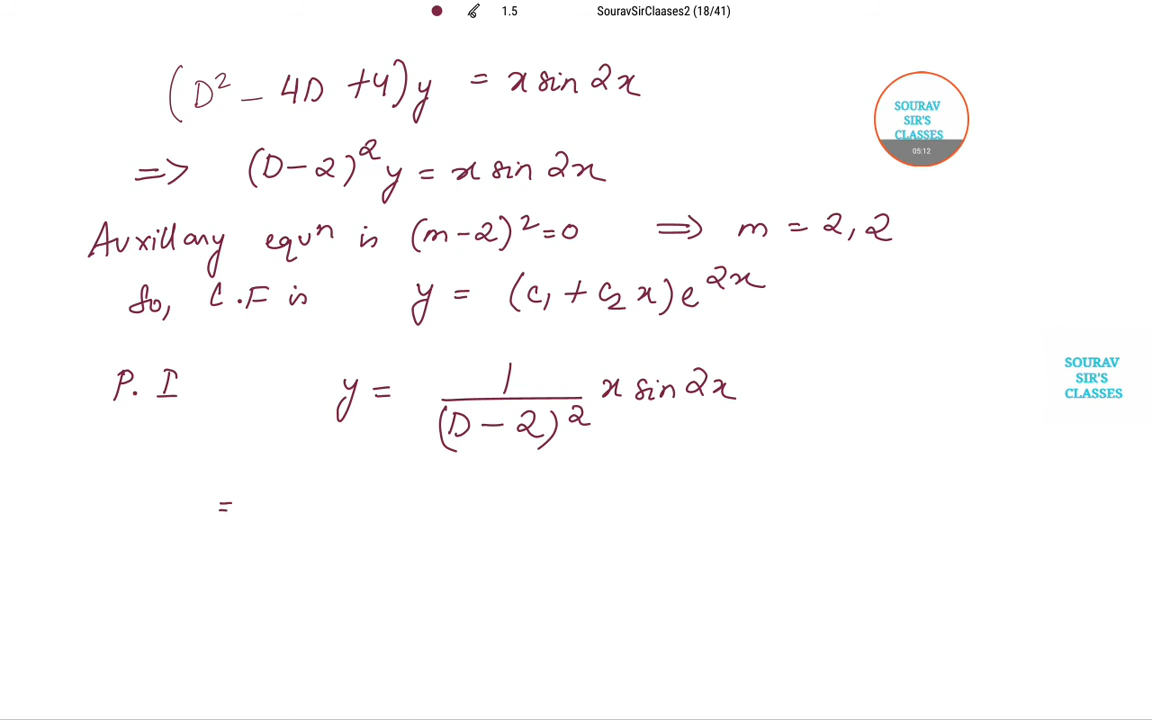 1.5 SouravSirClaases2 (18/41)
(D² - 4D + 4)y = x sin 2x
SOURAV
SIR'S
CLASSES
05:12
=> (D-2)² y = x sin 2x
Auxillary equⁿ is (m-2)² = 0 => m = 2, 2
So, C.F is y = (c₁ + c₂ x) e^{2x}
P. I y = 1/(D-2)² x sin 2x
SOURAV
SIR'S
CLASSES
=